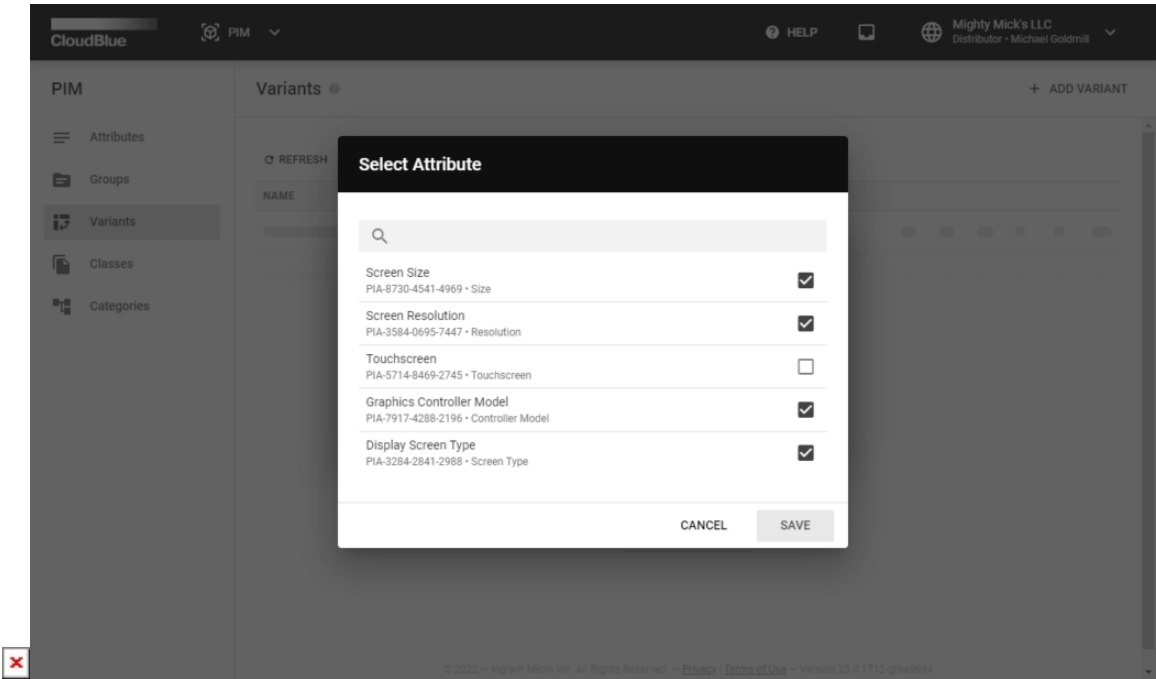 CloudBlue
PIM
HELP
Mighty Mick's LLC
Distributor • Michael Goldmill
PIM
Variants
+ ADD VARIANT
Attributes
Groups
Variants
Classes
Categories
REFRESH
NAME
Select Attribute
Screen Size
PIA-8730-4541-4969 • Size
Screen Resolution
PIA-3584-0695-7447 • Resolution
Touchscreen
PIA-5714-8469-2745 • Touchscreen
Graphics Controller Model
PIA-7917-4288-2196 • Controller Model
Display Screen Type
PIA-3284-2841-2988 • Screen Type
CANCEL
SAVE
© 2022 — Ingram Micro Inc. All Rights Reserved. — Privacy | Terms of Use — Version